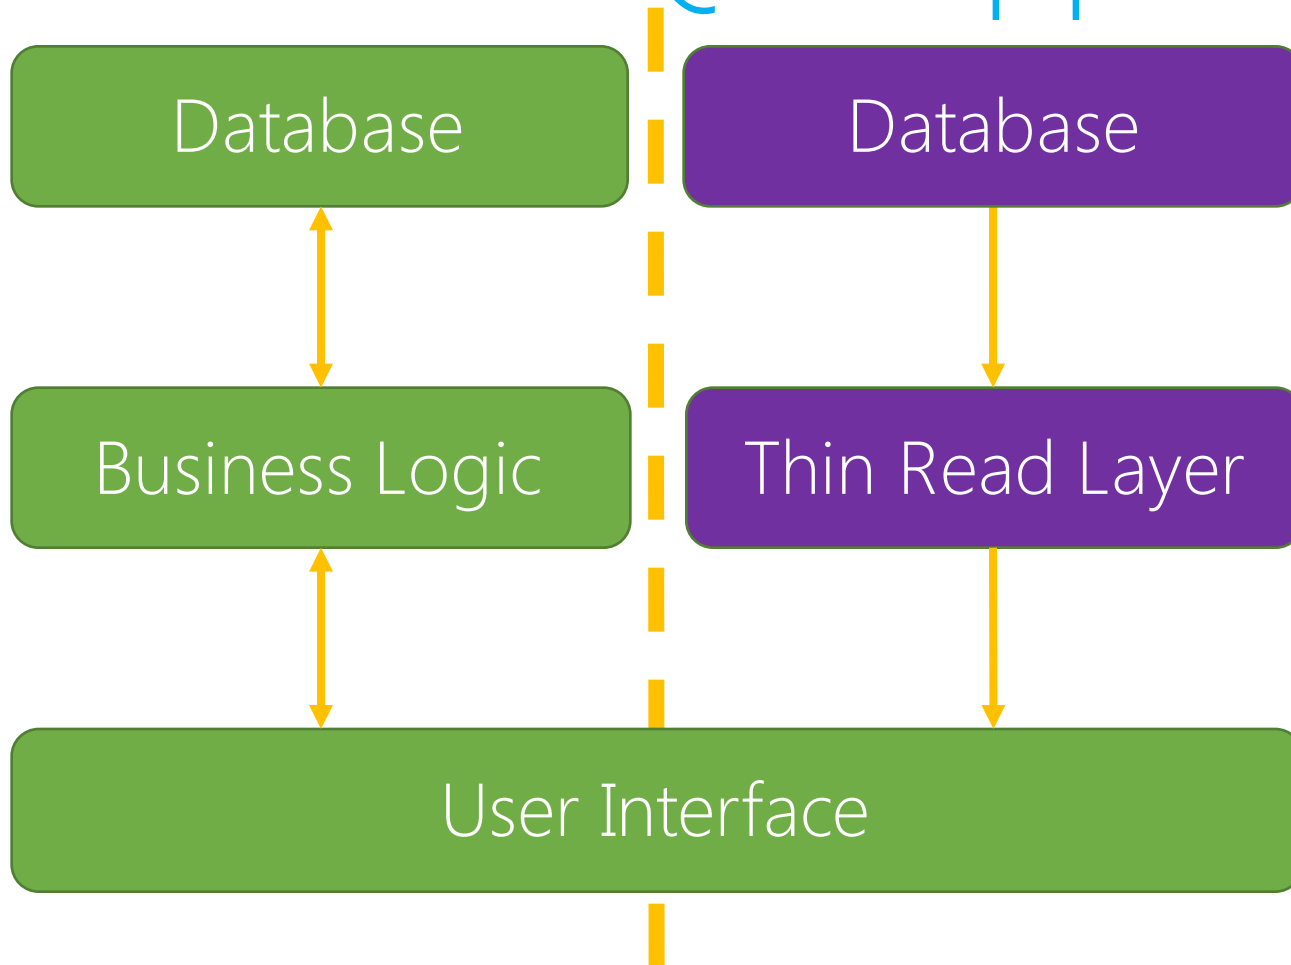 Database
Database
Business Logic
Thin Read Layer
User Interface